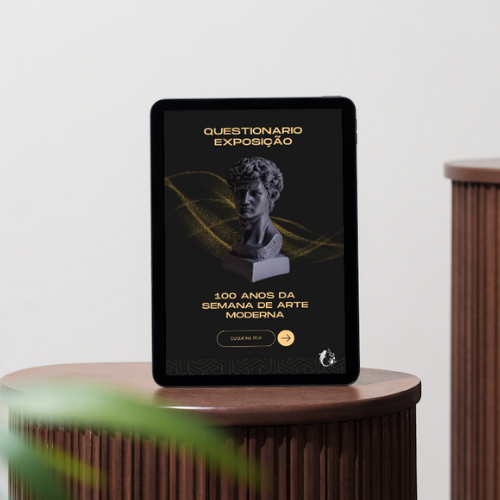 QUESTIONARIO
EXPOSIÇÃO
100 ANOS DA
SEMANA DE ARTE
MODERNA